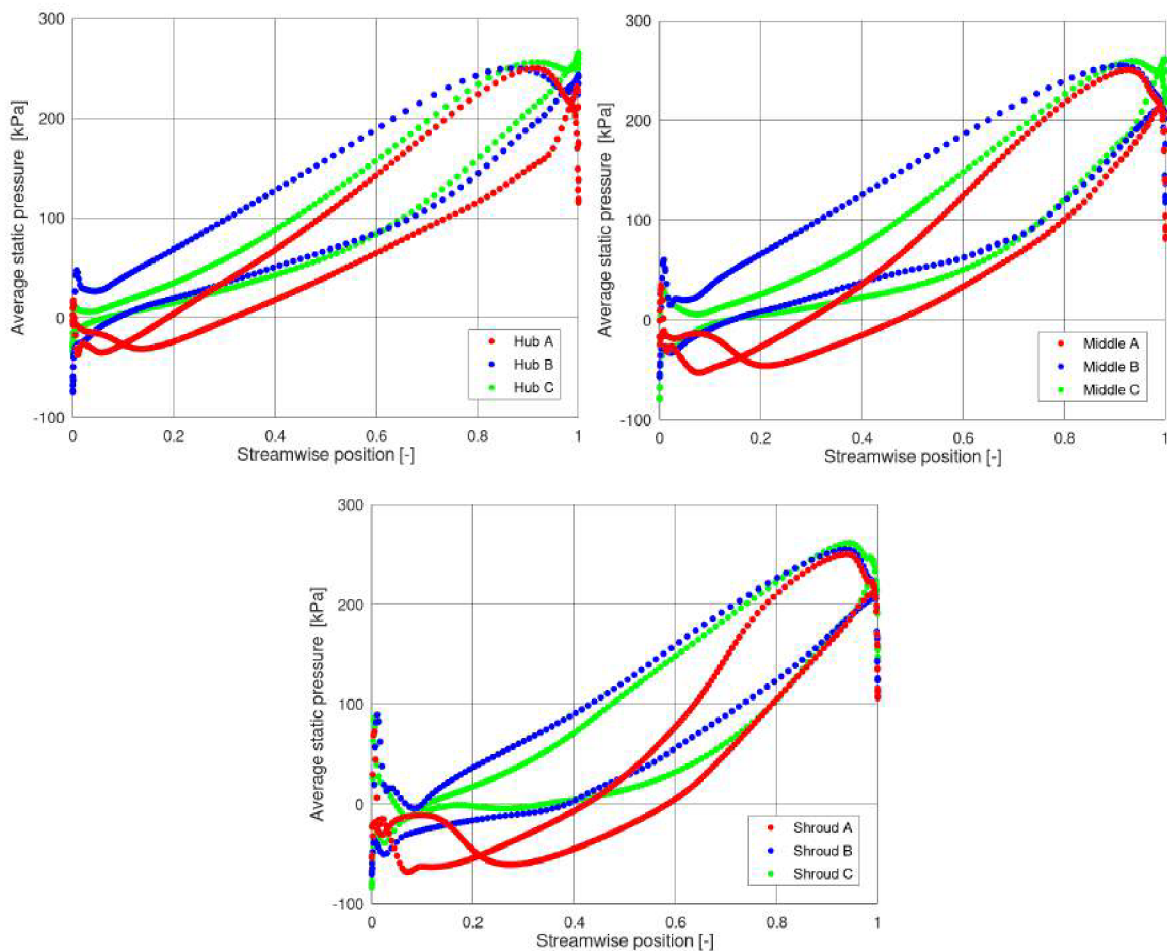 300
200
100
0
-100
Average static pressure [kPa]
0 0.2 0.4 0.6 0.8 1
Streamwise position [-]
Hub A
Hub B
Hub C
300
200
100
0
-100
Average static pressure [kPa]
0 0.2 0.4 0.6 0.8 1
Streamwise position [-]
Middle A
Middle B
Middle C
300
200
100
0
-100
Average static pressure [kPa]
0 0.2 0.4 0.6 0.8 1
Streamwise position [-]
Shroud A
Shroud B
Shroud C